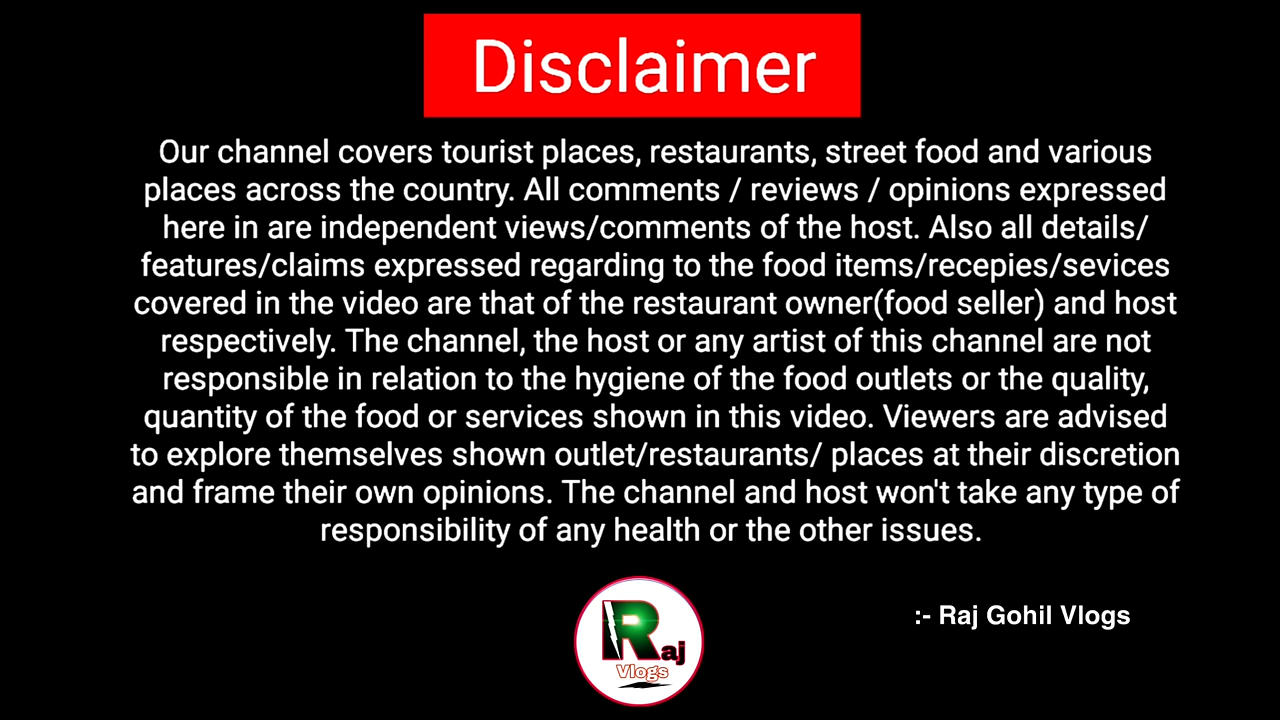 Disclaimer
Our channel covers tourist places, restaurants, street food and various
places across the country. All comments / reviews / opinions expressed
here in are independent views/comments of the host. Also all details/
features/claims expressed regarding to the food items/recepies/sevices
covered in the video are that of the restaurant owner(food seller) and host
respectively. The channel, the host or any artist of this channel are not
responsible in relation to the hygiene of the food outlets or the quality,
quantity of the food or services shown in this video. Viewers are advised
to explore themselves shown outlet/restaurants/ places at their discretion
and frame their own opinions. The channel and host won't take any type of
responsibility of any health or the other issues.
:- Raj Gohil Vlogs
Raj
Vlogs